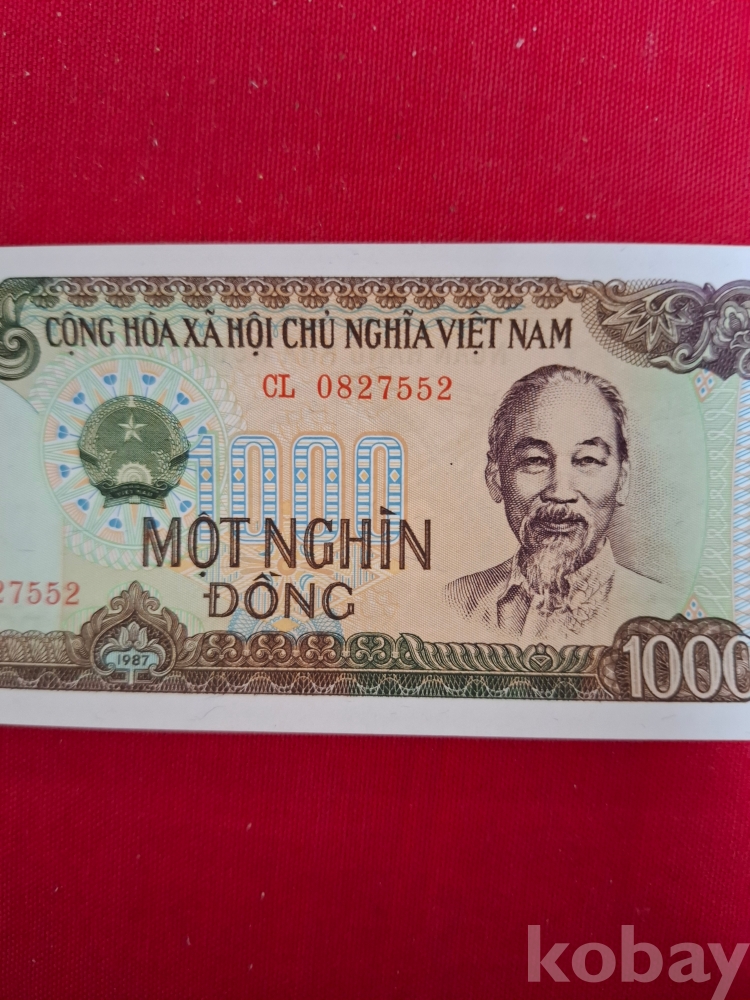 CỘNG HÒA XÃ HỘI CHỦ NGHĨA VIỆT NAM
CL 0827552
1000
MỘT NGHÌN
ĐỒNG
27552
1987
1000
kobay